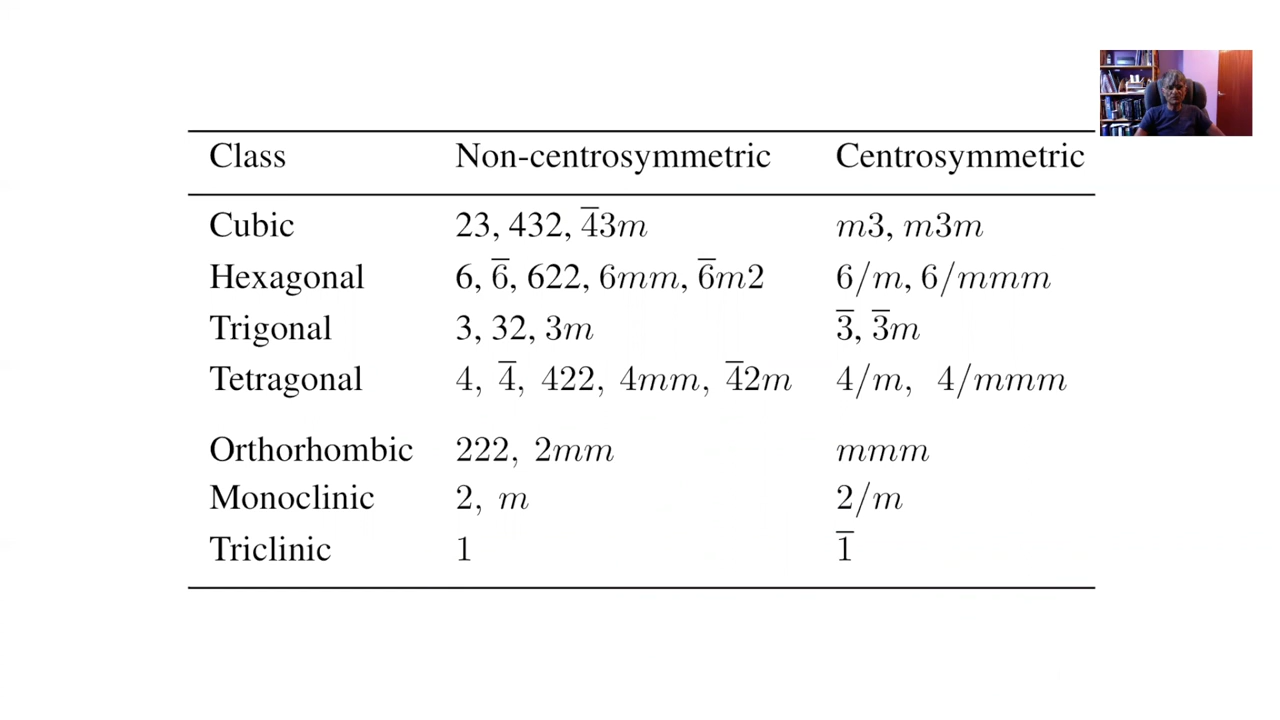 Class Non-centrosymmetric Centrosymmetric
Cubic 23, 432, 4̅3m m3, m3m
Hexagonal 6, 6̅, 622, 6mm, 6̅m2 6/m, 6/mmm
Trigonal 3, 32, 3m 3̅, 3̅m
Tetragonal 4, 4̅, 422, 4mm, 4̅2m 4/m, 4/mmm
Orthorhombic 222, 2mm mmm
Monoclinic 2, m 2/m
Triclinic 1 1̅